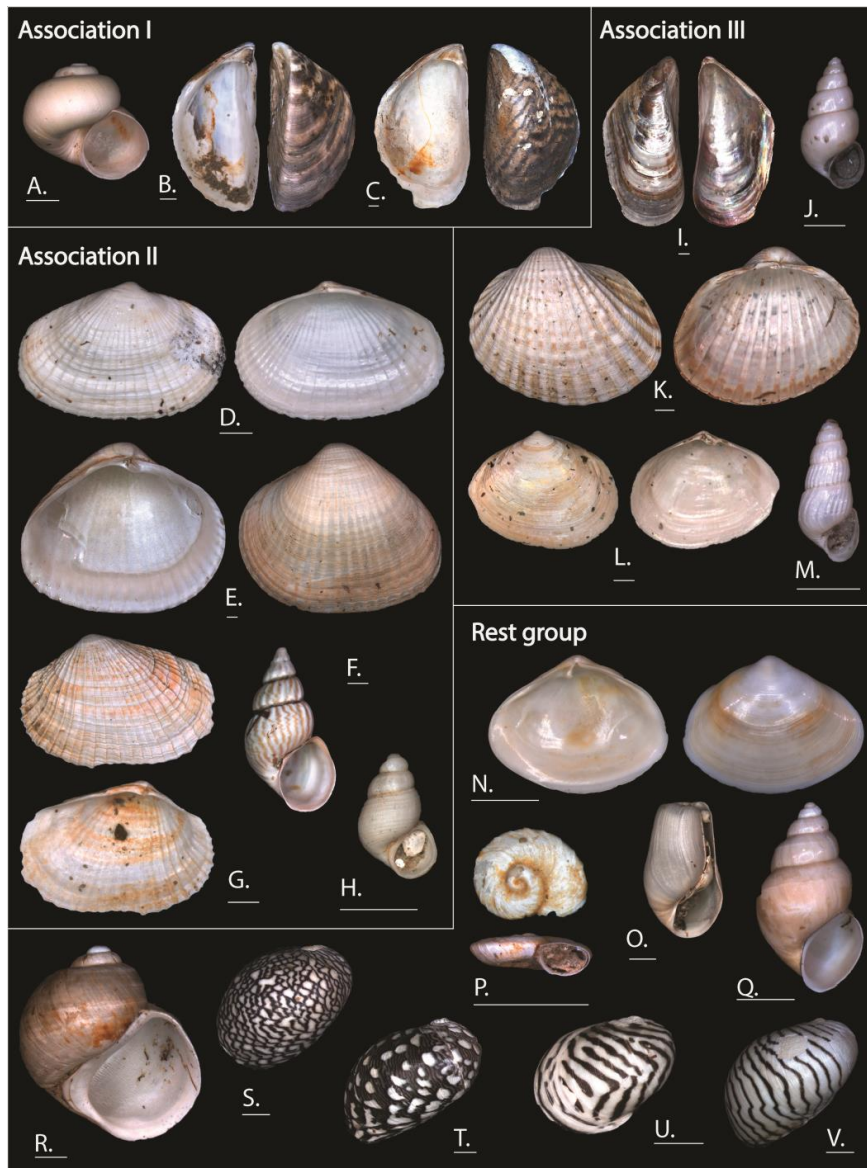 Association I
Association III
A.
B.
C.
I.
J.
Association II
D.
K.
E.
L.
M.
F.
Rest group
G.
H.
N.
O.
P.
Q.
R.
S.
T.
U.
V.